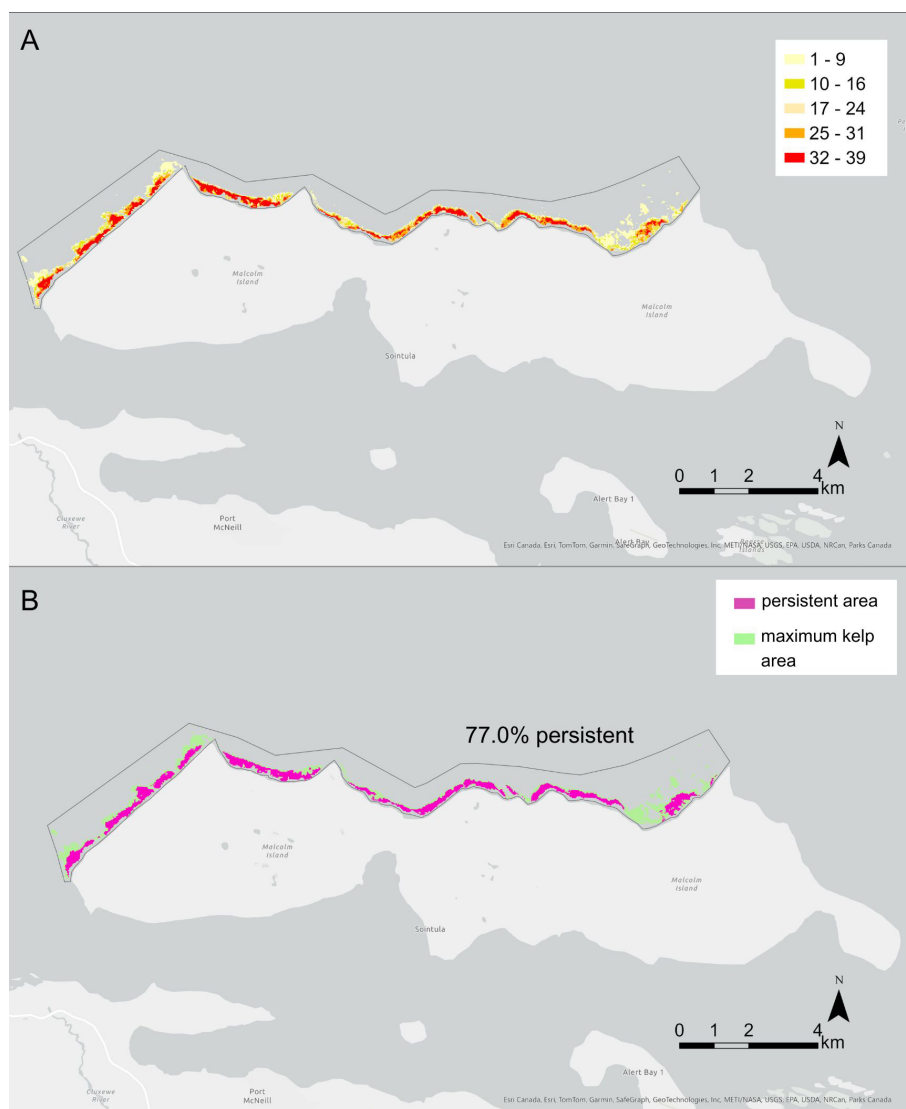 A
1 - 9
10 - 16
17 - 24
25 - 31
32 - 39
Malcolm
Island
Malcolm
Island
Sointula
N
0 1 2 4
km
Alert Bay 1
Cluxewe
River
Port
McNeill
Alert Bay
Islands
Esri Canada, Esri, TomTom, Garmin, SafeGraph, GeoTechnologies, Inc, METI/NASA, USGS, EPA, USDA, NRCan, Parks Canada
B
persistent area
maximum kelp
area
77.0% persistent
Malcolm
Island
Malcolm
Island
Sointula
N
0 1 2 4
km
Alert Bay 1
Cluxewe
River
Port
McNeill
Esri Canada, Esri, TomTom, Garmin, SafeGraph, GeoTechnologies, Inc, METI/NASA, USGS, EPA, USDA, NRCan, Parks Canada